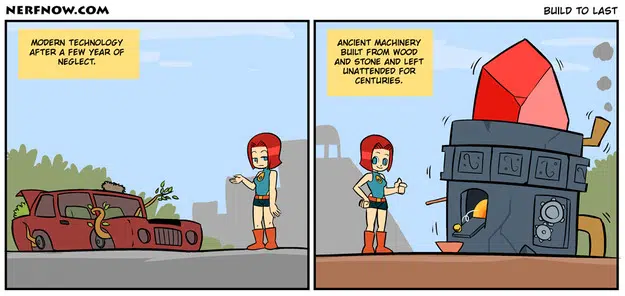 NERFNOW.COM
BUILD TO LAST
MODERN TECHNOLOGY
AFTER A FEW YEAR OF
NEGLECT.
ANCIENT MACHINERY
BUILT FROM WOOD
AND STONE AND LEFT
UNATTENDED FOR
CENTURIES.